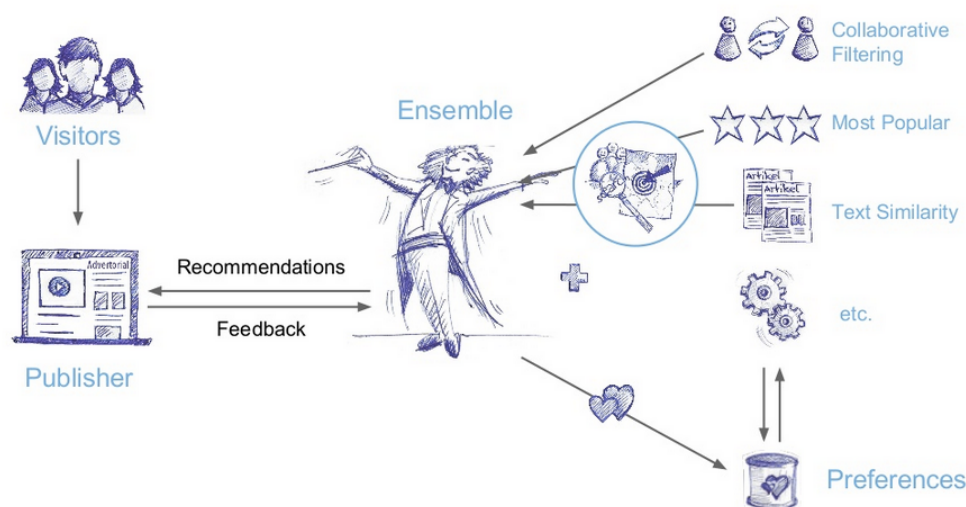 Collaborative
Filtering
Visitors
Ensemble
Most Popular
Artikel
Artikel
Text Similarity
Advertorial
Recommendations
Feedback
etc.
Publisher
Preferences